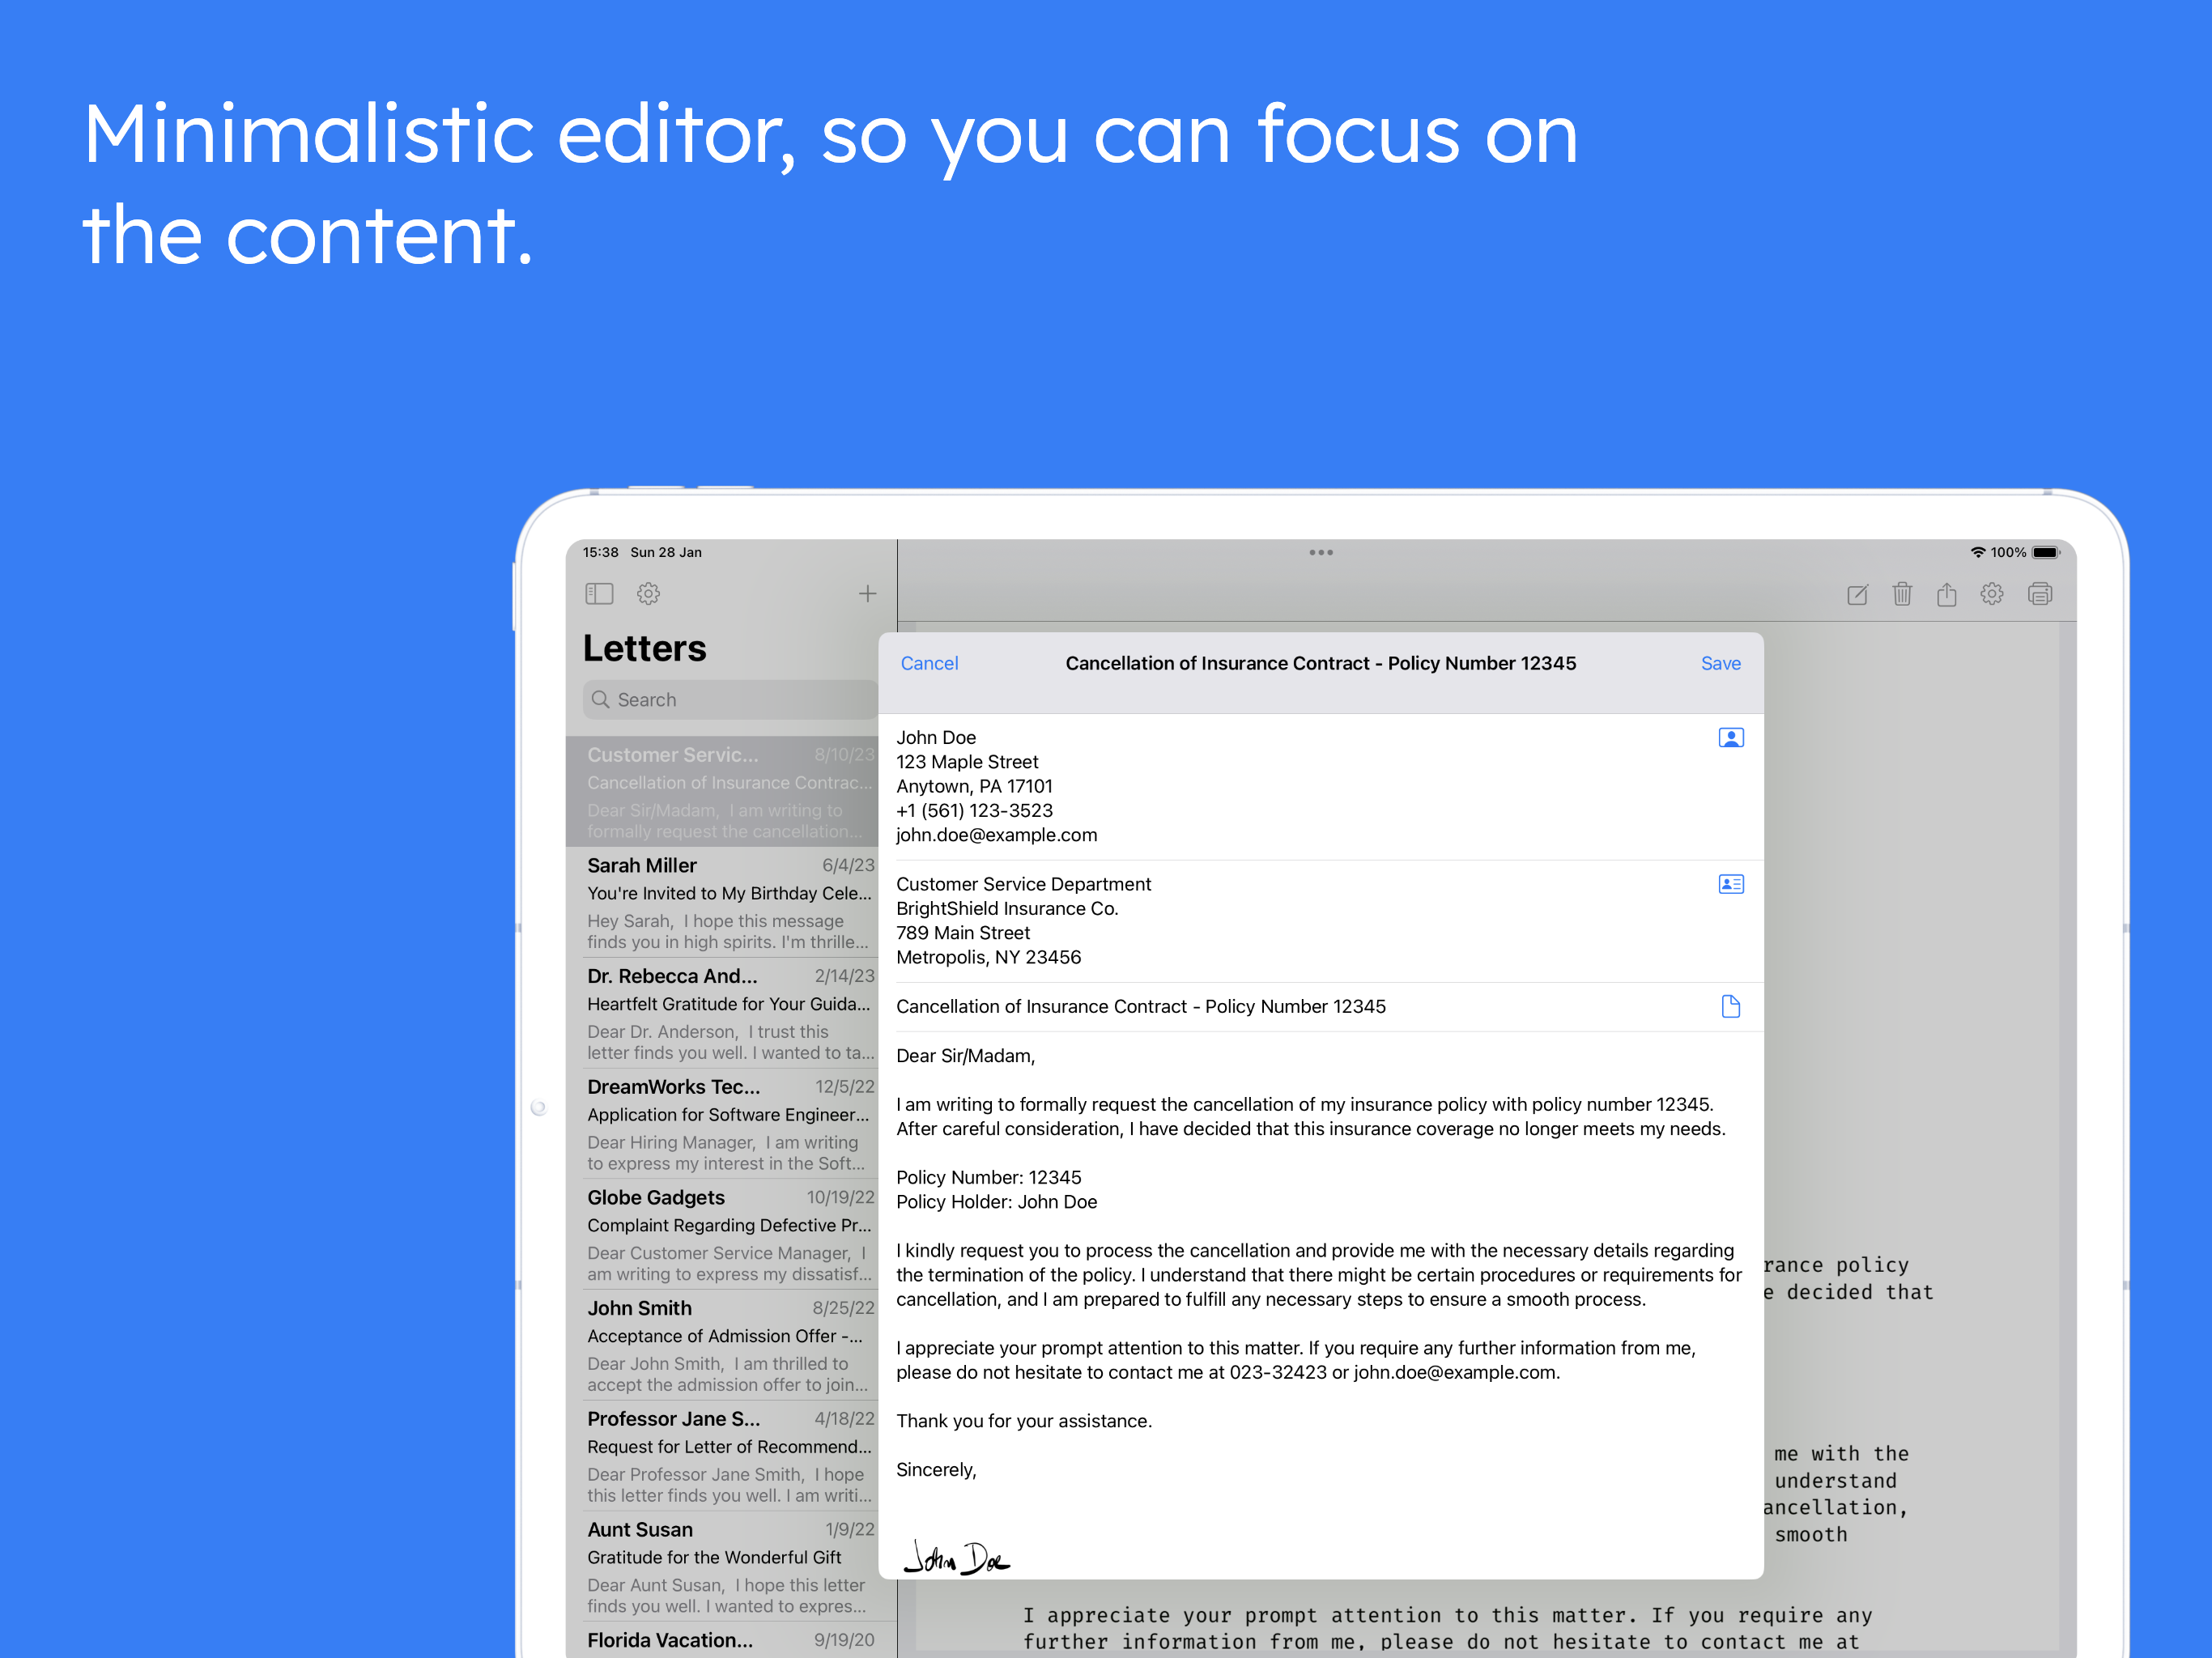 Minimalistic editor, so you can focus on
the content.
15:38 Sun 28 Jan
100%
Letters
Search
Customer Servic... 8/10/23
Cancellation of Insurance Contrac...
Dear Sir/Madam, I am writing to
formally request the cancellation...
Sarah Miller 6/4/23
You're Invited to My Birthday Cele...
Hey Sarah, I hope this message
finds you in high spirits. I'm thrille...
Dr. Rebecca And... 2/14/23
Heartfelt Gratitude for Your Guida...
Dear Dr. Anderson, I trust this
letter finds you well. I wanted to ta...
DreamWorks Tec... 12/5/22
Application for Software Engineer...
Dear Hiring Manager, I am writing
to express my interest in the Soft...
Globe Gadgets 10/19/22
Complaint Regarding Defective Pr...
Dear Customer Service Manager, I
am writing to express my dissatisf...
John Smith 8/25/22
Acceptance of Admission Offer -...
Dear John Smith, I am thrilled to
accept the admission offer to join...
Professor Jane S... 4/18/22
Request for Letter of Recommend...
Dear Professor Jane Smith, I hope
this letter finds you well. I am writi...
Aunt Susan 1/9/22
Gratitude for the Wonderful Gift
Dear Aunt Susan, I hope this letter
finds you well. I wanted to expres...
Florida Vacation... 9/19/20
Cancel Cancellation of Insurance Contract - Policy Number 12345 Save
John Doe
123 Maple Street
Anytown, PA 17101
+1 (561) 123-3523
john.doe@example.com
Customer Service Department
BrightShield Insurance Co.
789 Main Street
Metropolis, NY 23456
Cancellation of Insurance Contract - Policy Number 12345
Dear Sir/Madam,
I am writing to formally request the cancellation of my insurance policy with policy number 12345.
After careful consideration, I have decided that this insurance coverage no longer meets my needs.
Policy Number: 12345
Policy Holder: John Doe
I kindly request you to process the cancellation and provide me with the necessary details regarding
the termination of the policy. I understand that there might be certain procedures or requirements for
cancellation, and I am prepared to fulfill any necessary steps to ensure a smooth process.
I appreciate your prompt attention to this matter. If you require any further information from me,
please do not hesitate to contact me at 023-32423 or john.doe@example.com.
Thank you for your assistance.
Sincerely,
John Doe
rance policy
e decided that
me with the
understand
ancellation,
smooth
I appreciate your prompt attention to this matter. If you require any
further information from me, please do not hesitate to contact me at